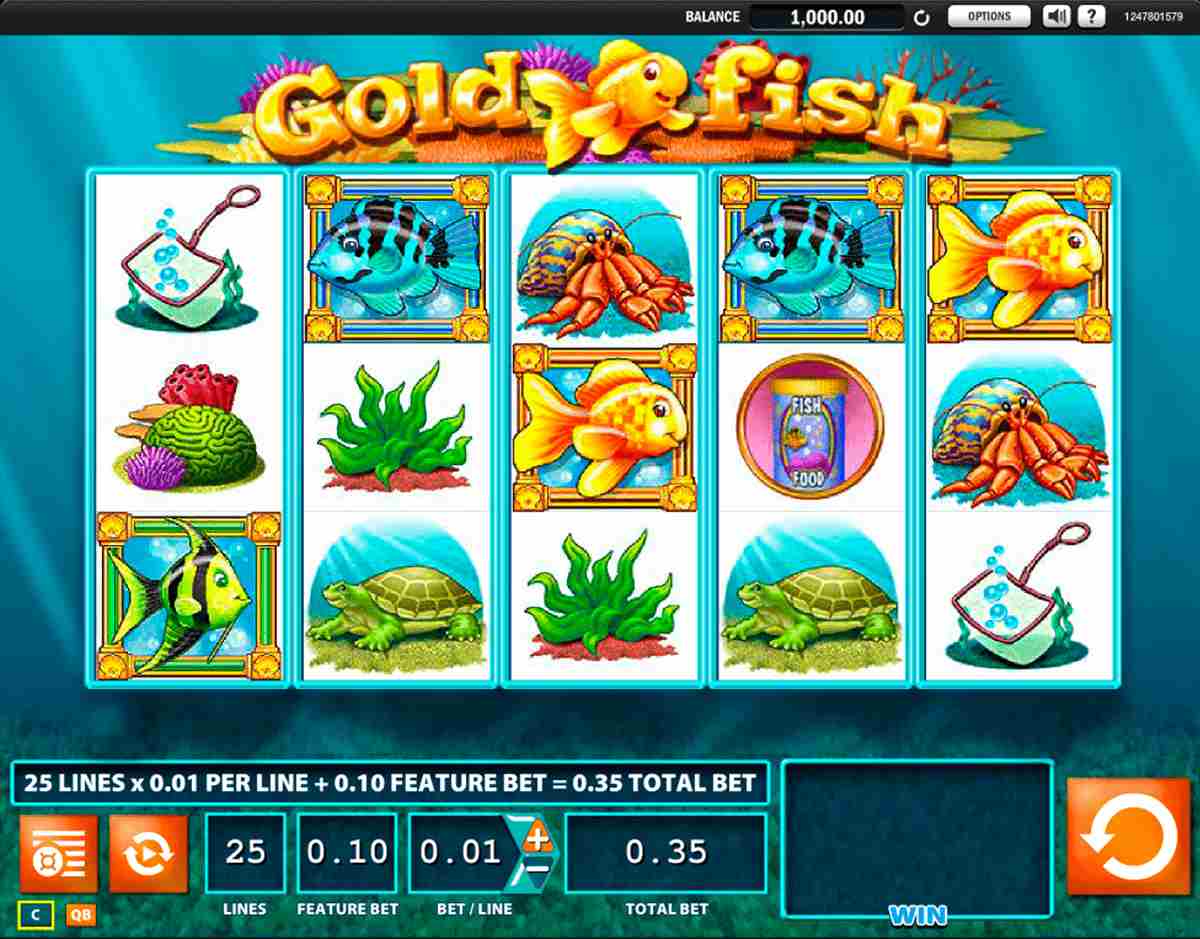 BALANCE 1,000.00 OPTIONS ? 1247801579
Gold fish
FISH
FOOD
25 LINES x 0.01 PER LINE + 0.10 FEATURE BET = 0.35 TOTAL BET
25 0.10 0.01 + - 0.35
LINES FEATURE BET BET / LINE TOTAL BET
C QB
WIN